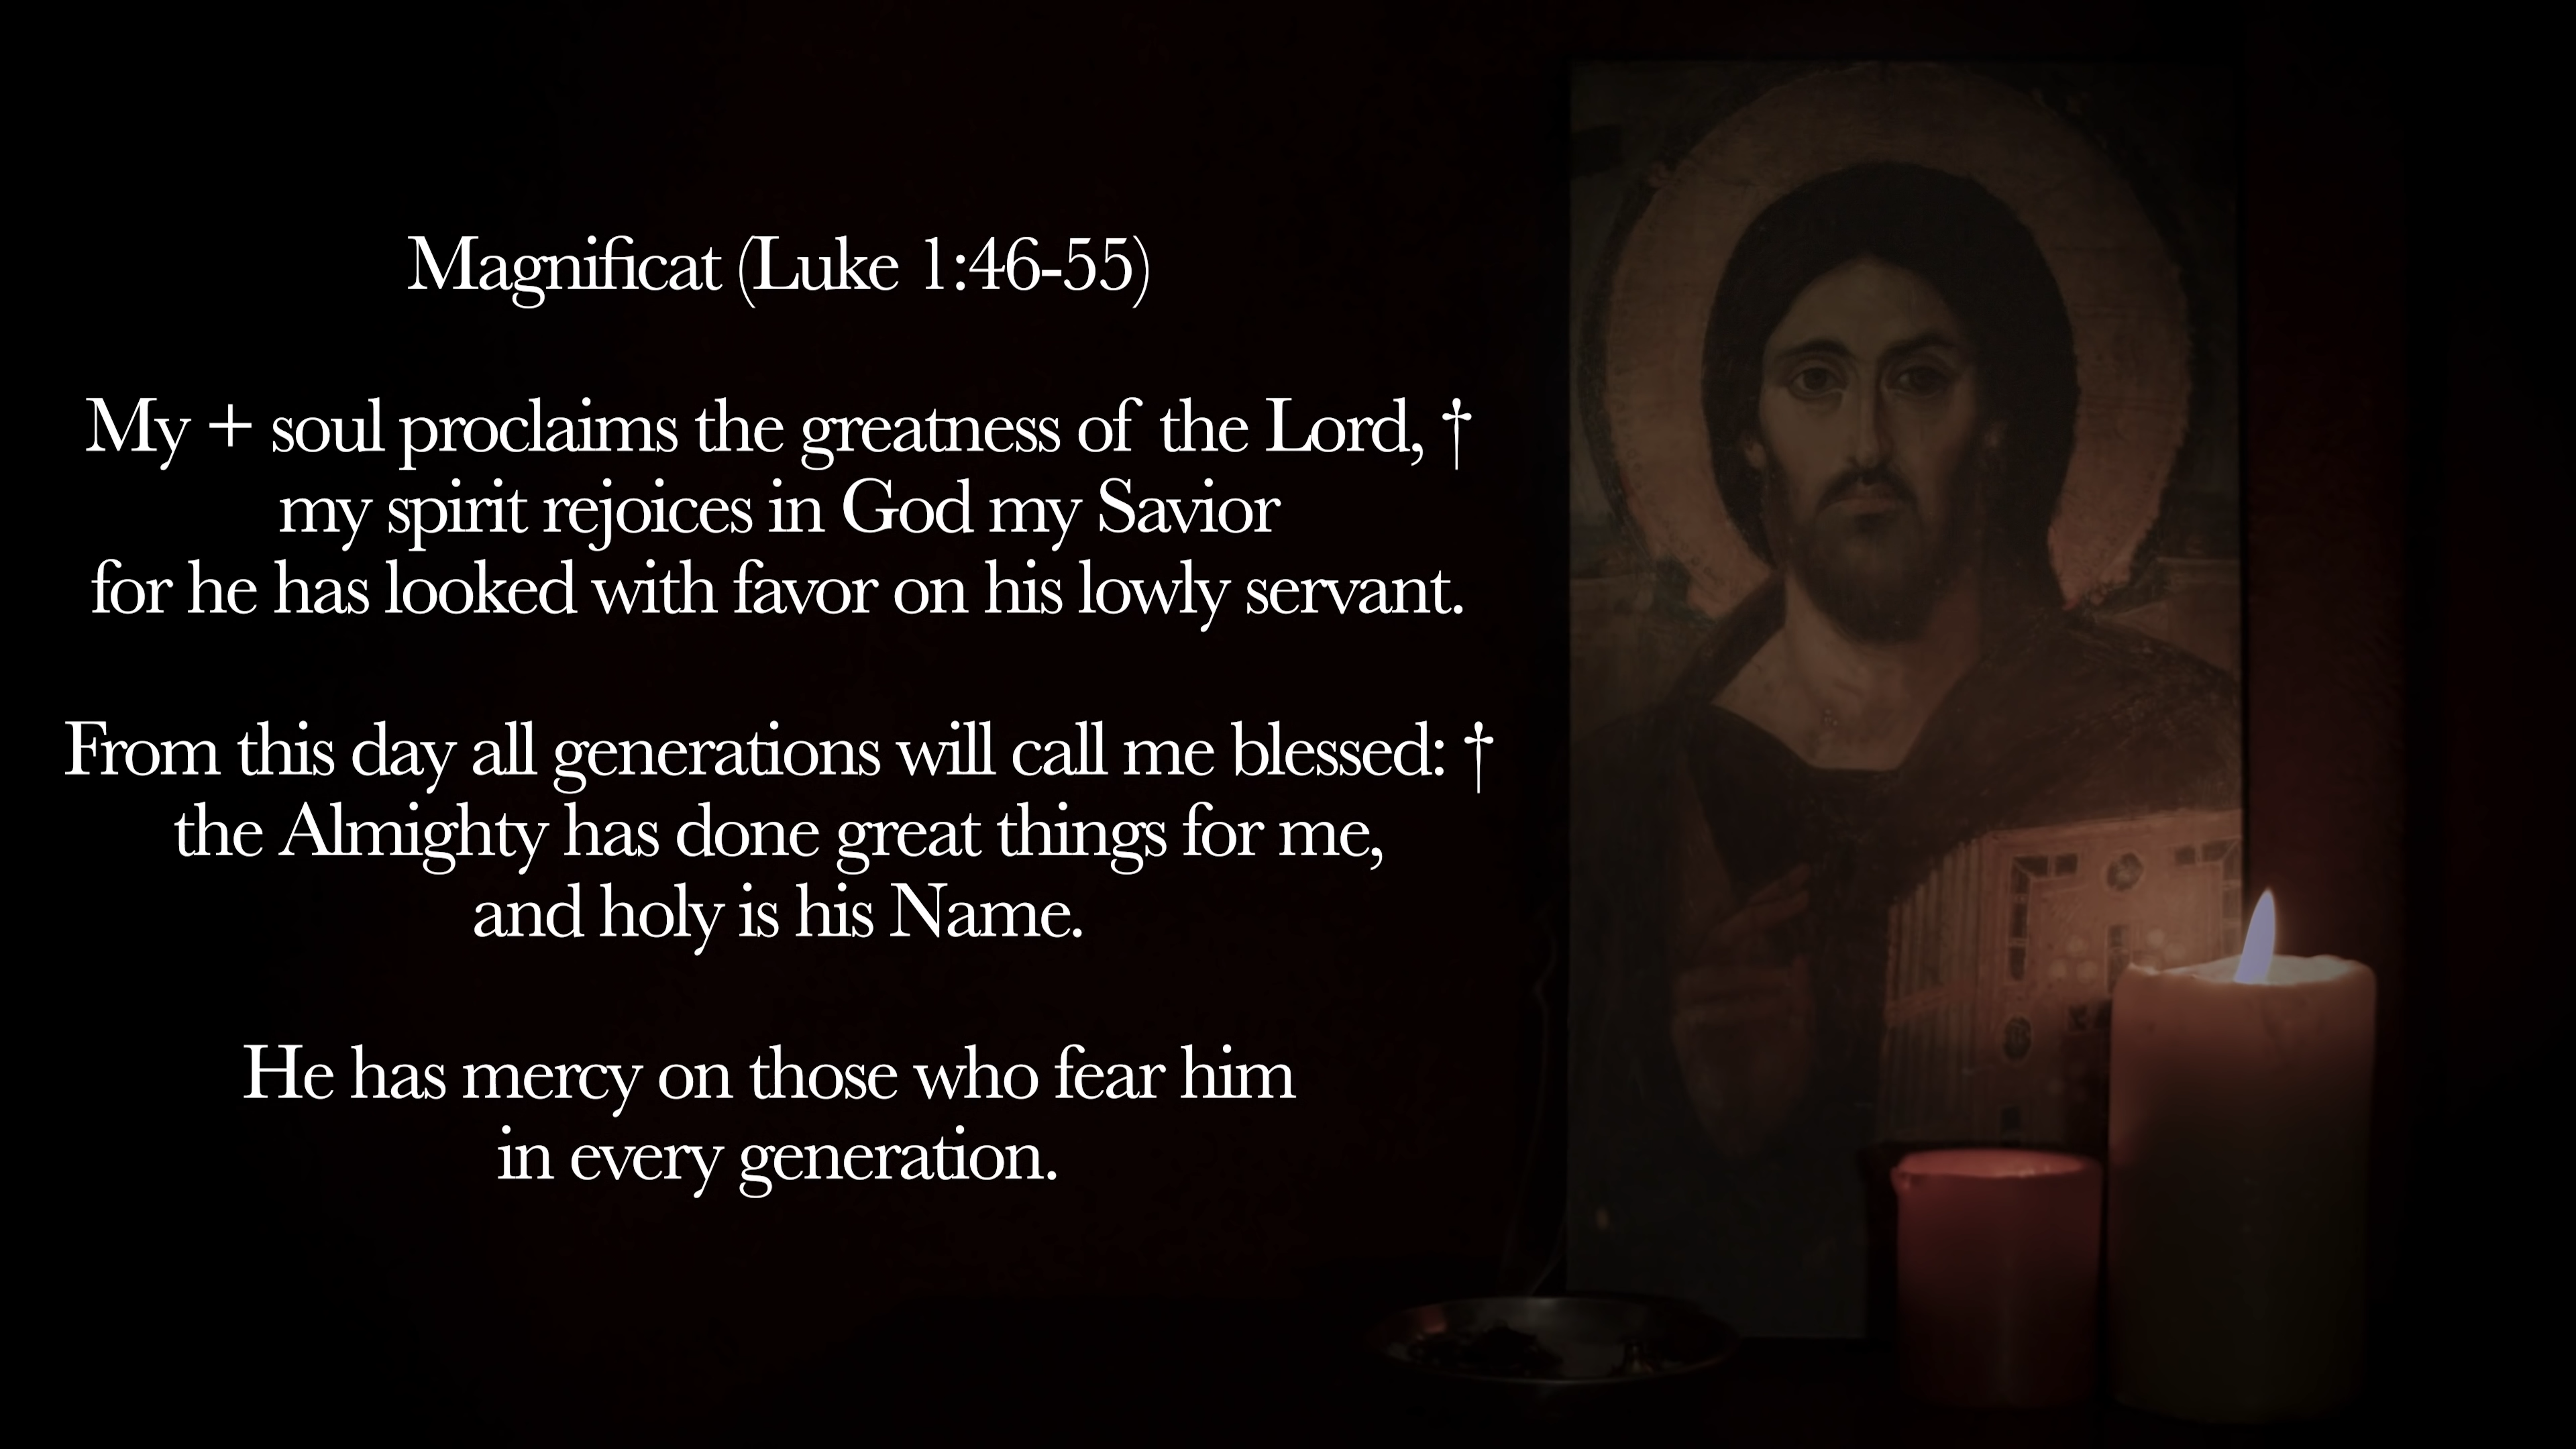 Magnificat (Luke 1:46-55)
My + soul proclaims the greatness of the Lord, †
my spirit rejoices in God my Savior
for he has looked with favor on his lowly servant.
From this day all generations will call me blessed: †
the Almighty has done great things for me,
and holy is his Name.
He has mercy on those who fear him
in every generation.